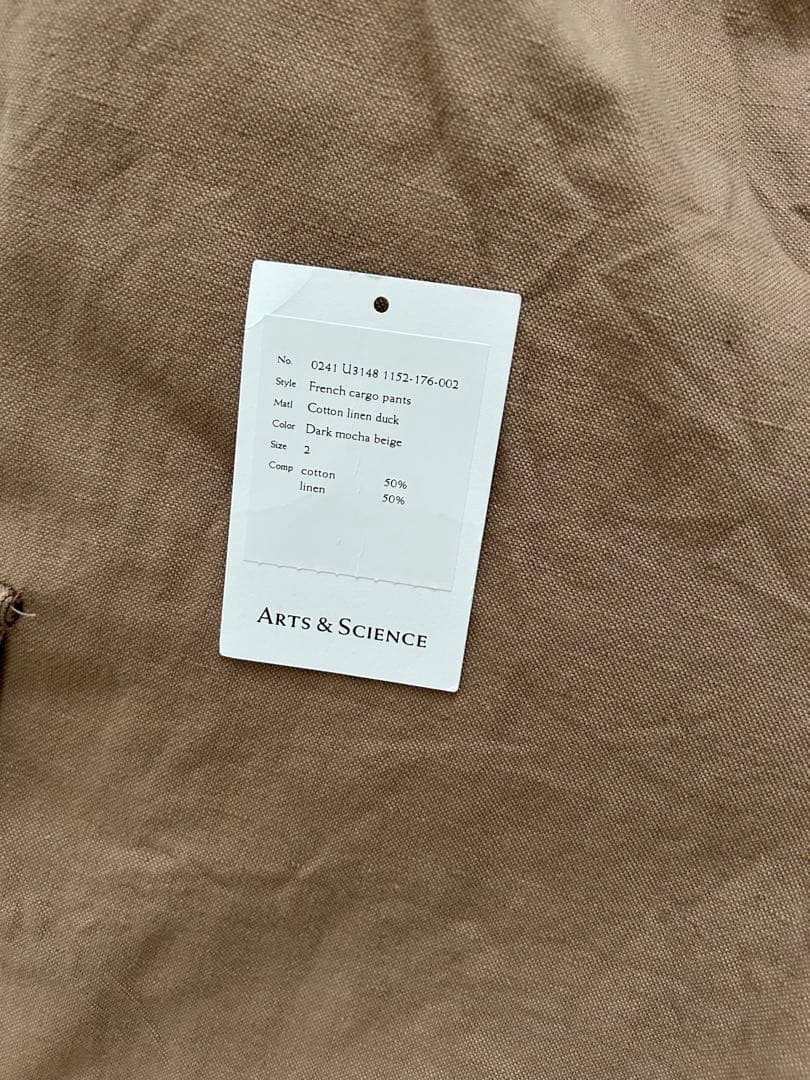 No. 0241 U3148 1152-176-002
Style French cargo pants
Matl Cotton linen duck
Color Dark mocha beige
Size 2
Comp cotton 50%
linen 50%
ARTS & SCIENCE